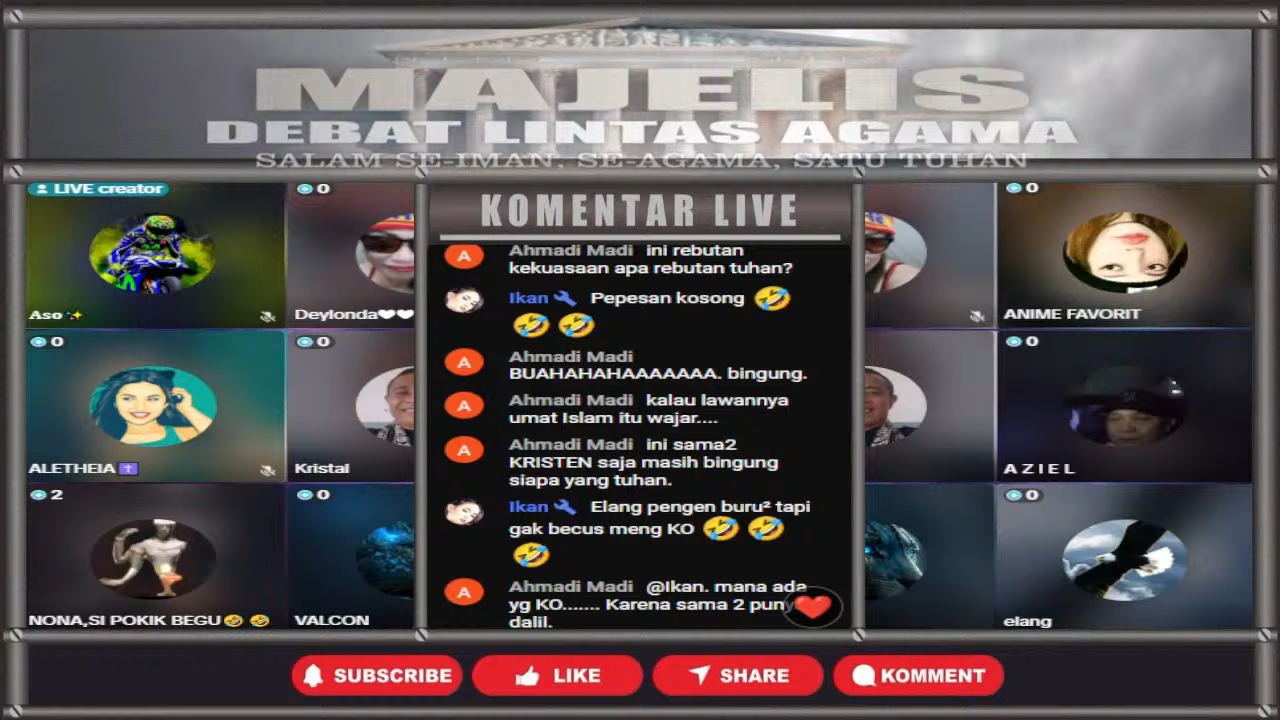 MAJELIS
DEBAT LINTAS AGAMA
SALAM SE-IMAN, SE-AGAMA, SATU TUHAN
LIVE creator
Aso
0
Deylonda
0
ALETHEIA
0
Kristal
2
NONA,SI POKIK BEGU
0
VALCON
KOMENTAR LIVE
A
Ahmadi Madi ini rebutan
kekuasaan apa rebutan tuhan?
Ikan Pepesan kosong 🤣
🤣 🤣
A
Ahmadi Madi
BUAHAHAHAAAAAAA. bingung.
A
Ahmadi Madi kalau lawannya
umat Islam itu wajar....
A
Ahmadi Madi ini sama2
KRISTEN saja masih bingung
siapa yang tuhan.
Ikan Elang pengen buru² tapi
gak becus meng KO 🤣 🤣
🤣
A
Ahmadi Madi @Ikan. mana ada
yg KO....... Karena sama 2
dalil.
0
ANIME FAVORIT
0
A Z I E L
0
elang
SUBSCRIBE
LIKE
SHARE
KOMMENT